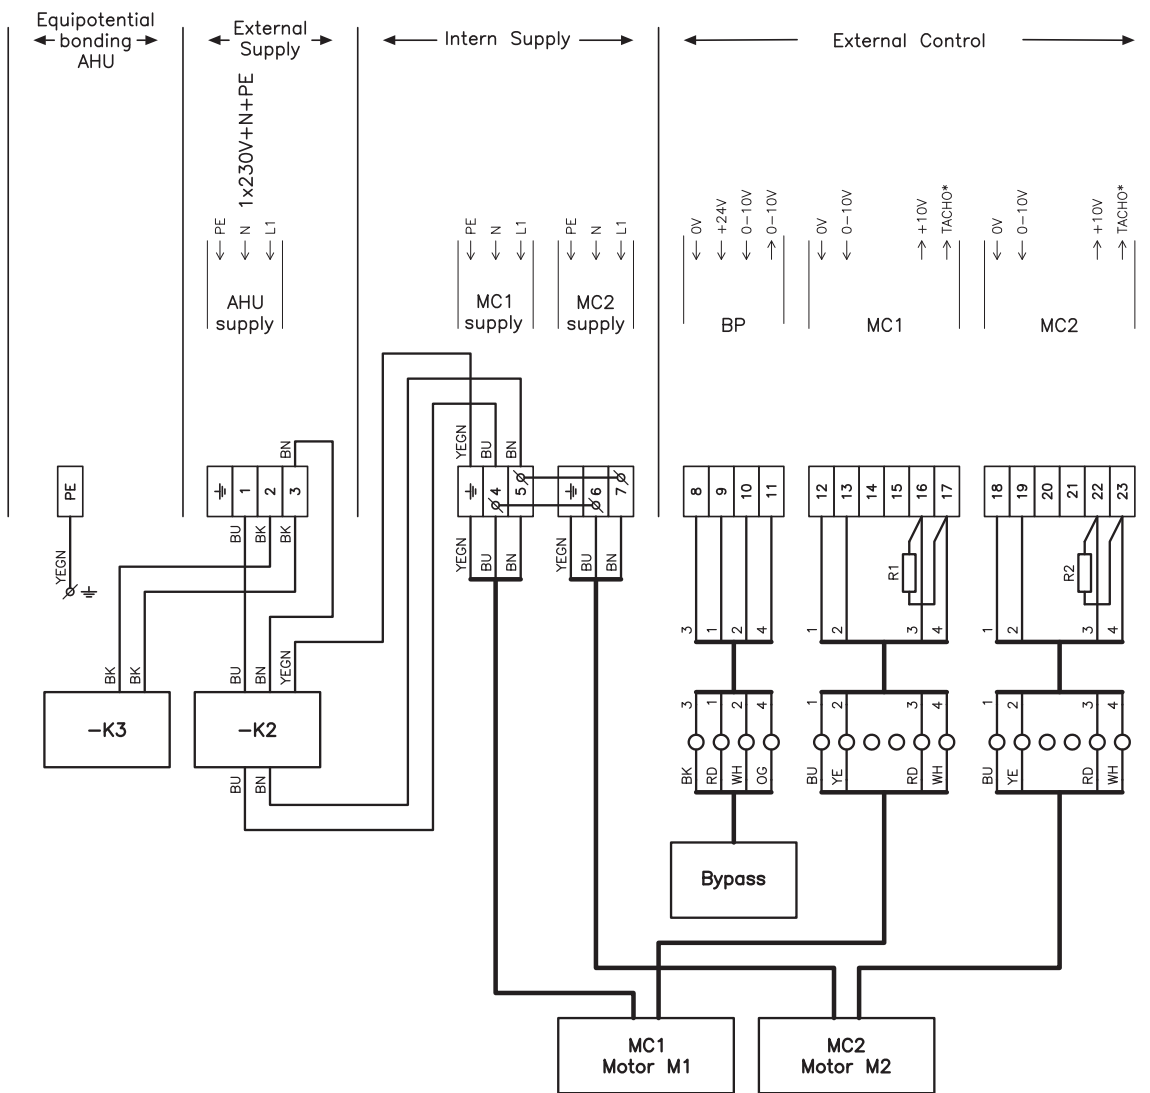 Equipotential
bonding
AHU
External
Supply
Intern Supply
External Control
1x230V+N+PE
PE
N
L1
PE
N
L1
PE
N
L1
0V
+24V
0-10V
0-10V
0V
0-10V
+10V
TACHO*
0V
0-10V
+10V
TACHO*
AHU
supply
MC1
supply
MC2
supply
BP
MC1
MC2
BN
YEGN
BU
BN
PE
1
2
3
4
5
6
7
8
9
10
11
12
13
14
15
16
17
18
19
20
21
22
23
YEGN
BU
BK
BK
YEGN
BU
BN
YEGN
BU
BN
R1
R2
3
1
2
4
1
2
3
4
1
2
3
4
BK
BK
BU
BN
YEGN
-K3
-K2
BU
BN
3
1
2
4
1
2
3
4
1
2
3
4
BK
RD
WH
OG
BU
YE
RD
WH
BU
YE
RD
WH
Bypass
MC1
Motor M1
MC2
Motor M2